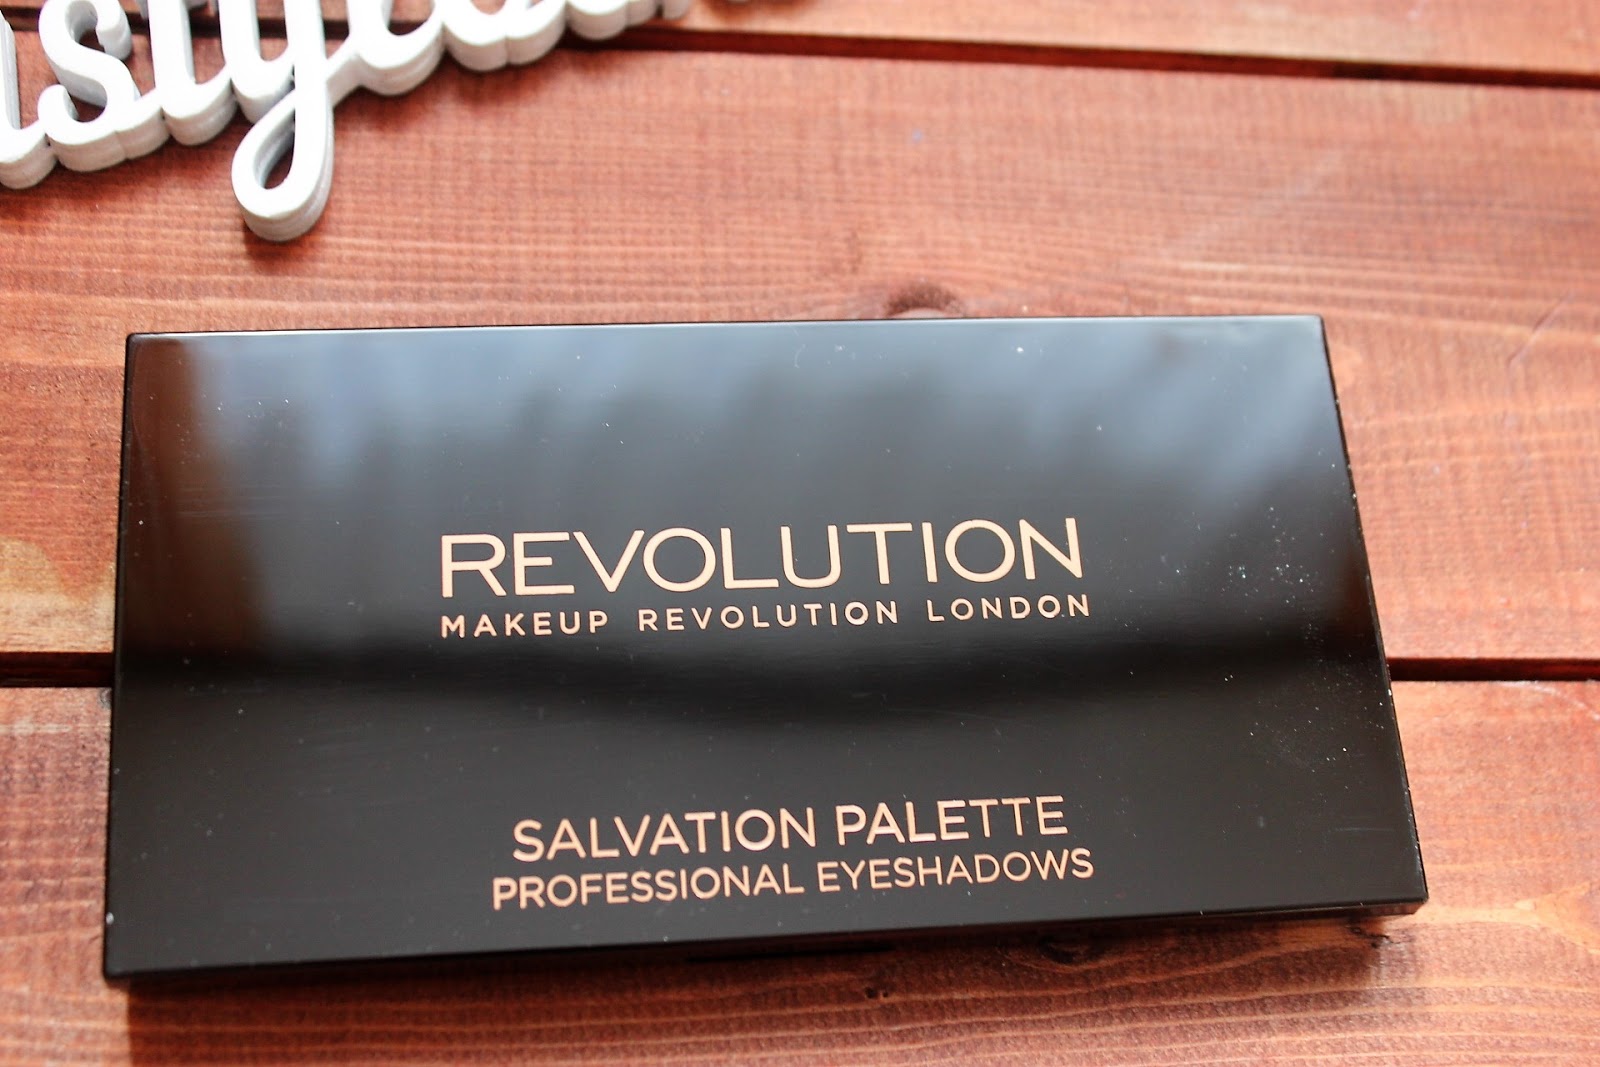 REVOLUTION
MAKEUP REVOLUTION LONDON
SALVATION PALETTE
PROFESSIONAL EYESHADOWS